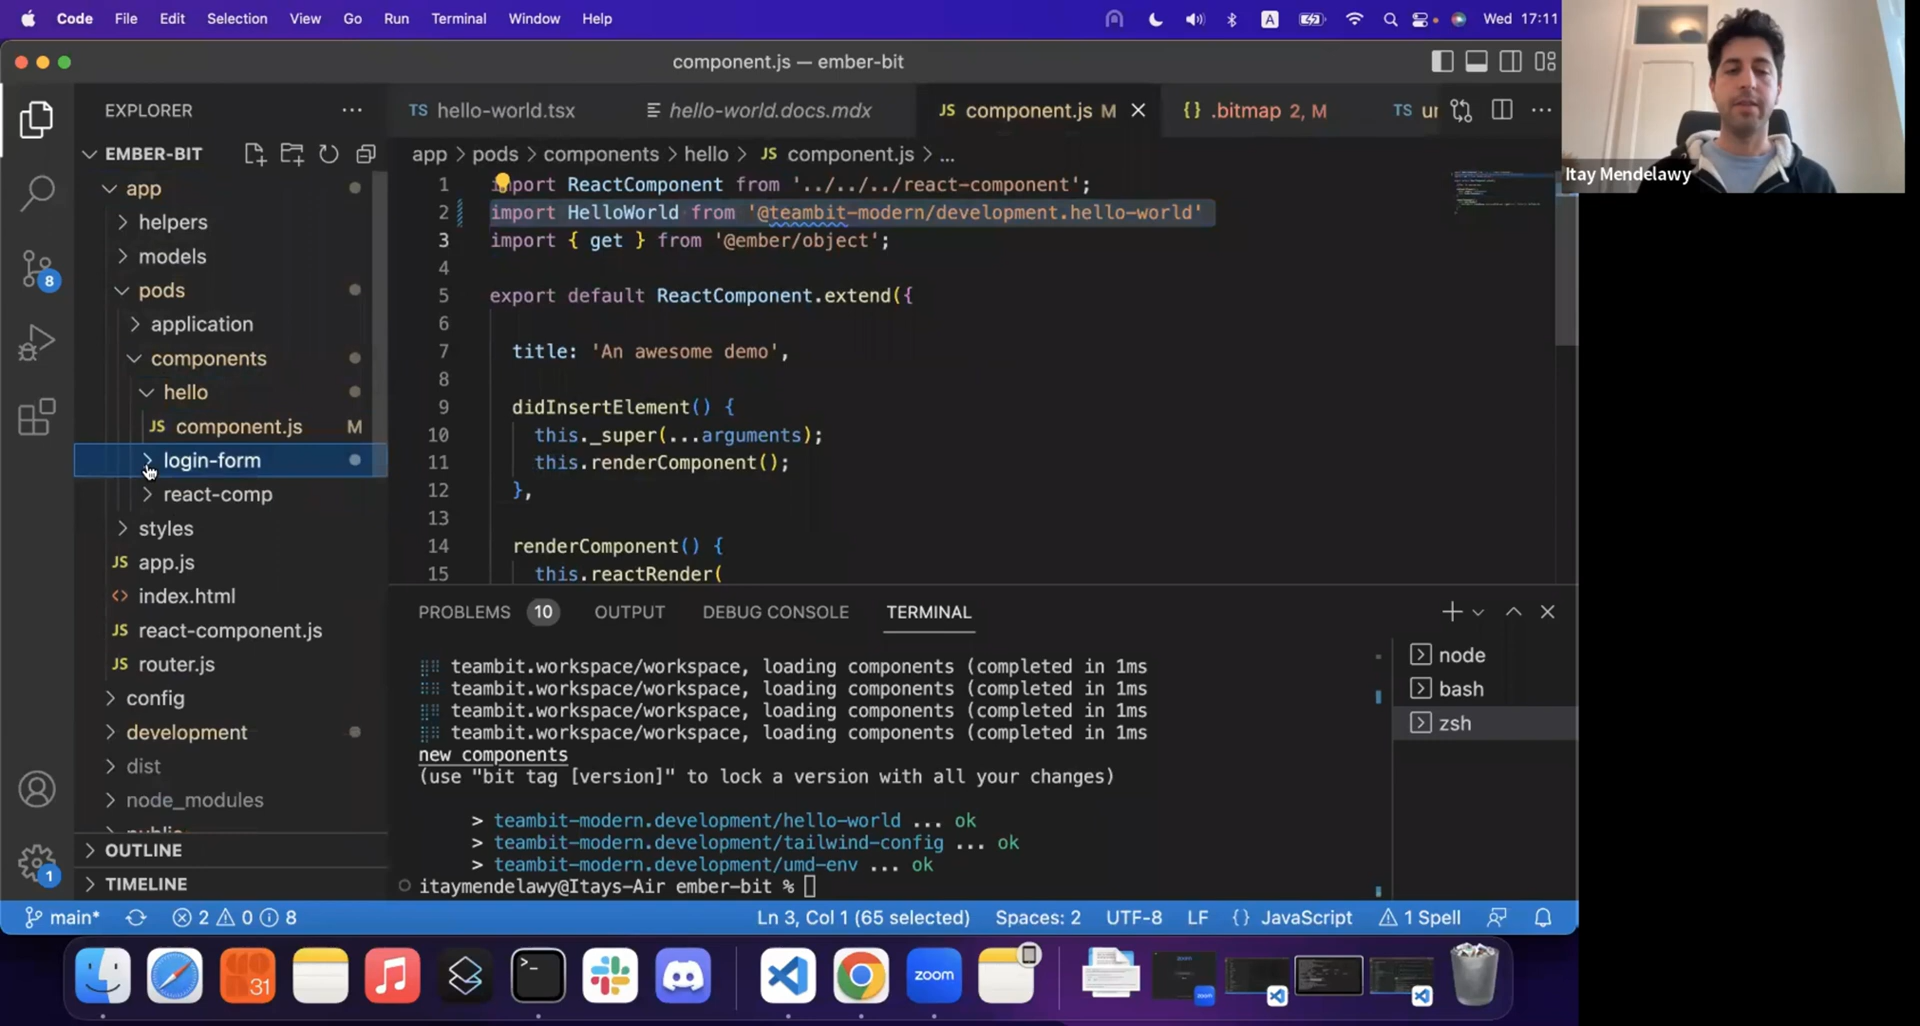 Code File Edit Selection View Go Run Terminal Window Help A Wed 17:11
component.js — ember-bit
Itay Mendelawy
EXPLORER
TS hello-world.tsx hello-world.docs.mdx JS component.js M {} .bitmap 2, M TS
EMBER-BIT
app > pods > components > hello > JS component.js > ...
app
helpers
models
pods
application
components
hello
JS component.js M
login-form
react-comp
styles
JS app.js
<> index.html
JS react-component.js
JS router.js
config
development
dist
node_modules
public
OUTLINE
TIMELINE
8
1
1 import ReactComponent from '../../../react-component';
2 import HelloWorld from '@teambit-modern/development.hello-world'
3 import { get } from '@ember/object';
4
5 export default ReactComponent.extend({
6
7 title: 'An awesome demo',
8
9 didInsertElement() {
10 this._super(...arguments);
11 this.renderComponent();
12 },
13
14 renderComponent() {
15 this.reactRender(
PROBLEMS 10 OUTPUT DEBUG CONSOLE TERMINAL
teambit.workspace/workspace, loading components (completed in 1ms
teambit.workspace/workspace, loading components (completed in 1ms
teambit.workspace/workspace, loading components (completed in 1ms
teambit.workspace/workspace, loading components (completed in 1ms
new components
(use "bit tag [version]" to lock a version with all your changes)
> teambit-modern.development/hello-world ... ok
> teambit-modern.development/tailwind-config ... ok
> teambit-modern.development/umd-env ... ok
itaymendelawy@Itays-Air ember-bit %
node
bash
zsh
main* 2 0 8 Ln 3, Col 1 (65 selected) Spaces: 2 UTF-8 LF {} JavaScript 1 Spell
31
zoom